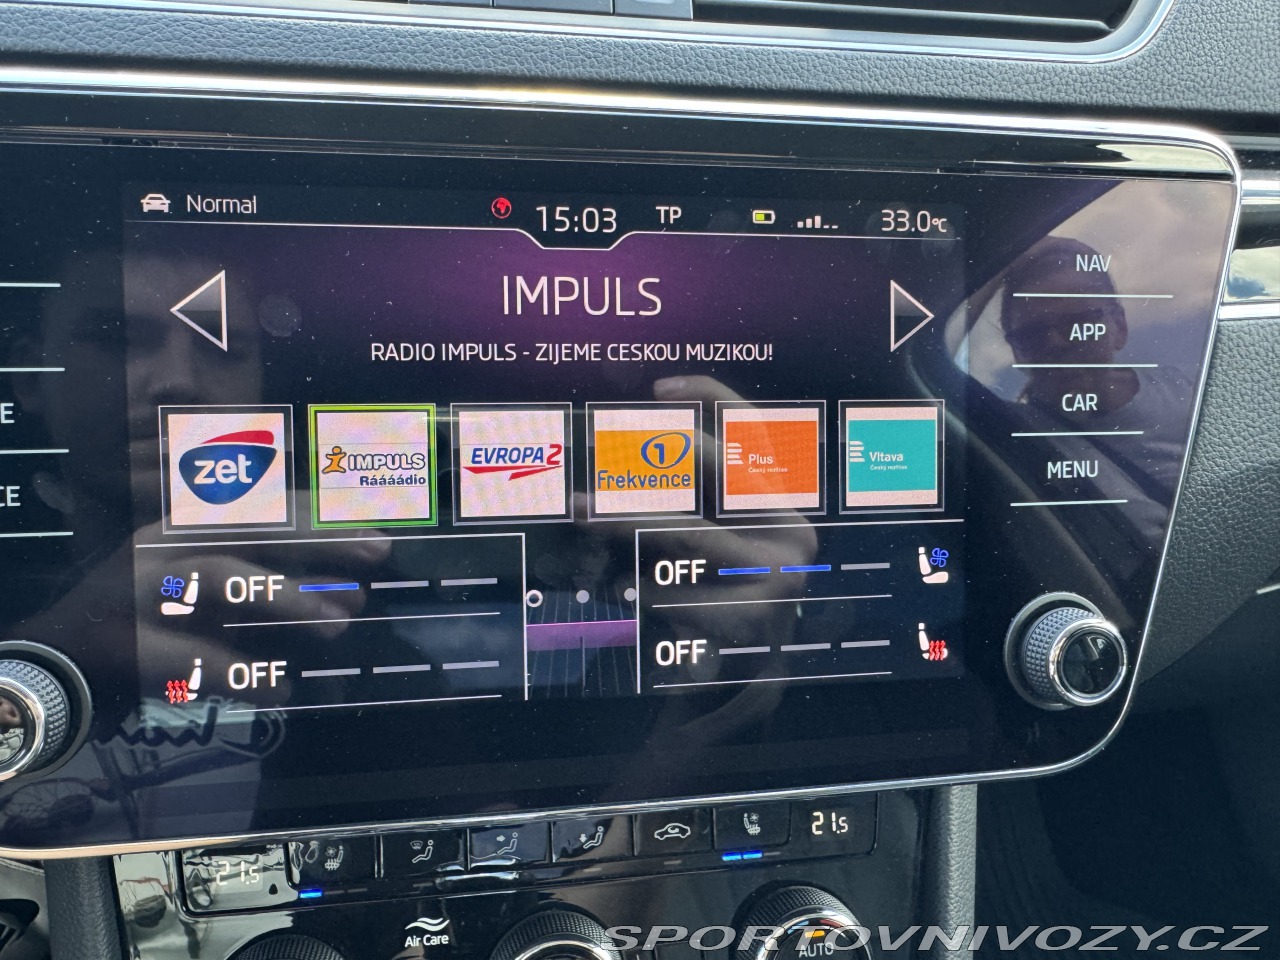 Normal
15:03
TP
33.0°C
IMPULS
RADIO IMPULS - ZIJEME CESKOU MUZIKOU!
zet
IMPULS
Ráááádio
EVROPA 2
1
Frekvence
Plus
Český rozhlas
Vltava
Český rozhlas
OFF
OFF
OFF
OFF
NAV
APP
CAR
MENU
E
CE
21.5
21.5
Air Care
AUTO
SPORTOVNIVOZY.CZ